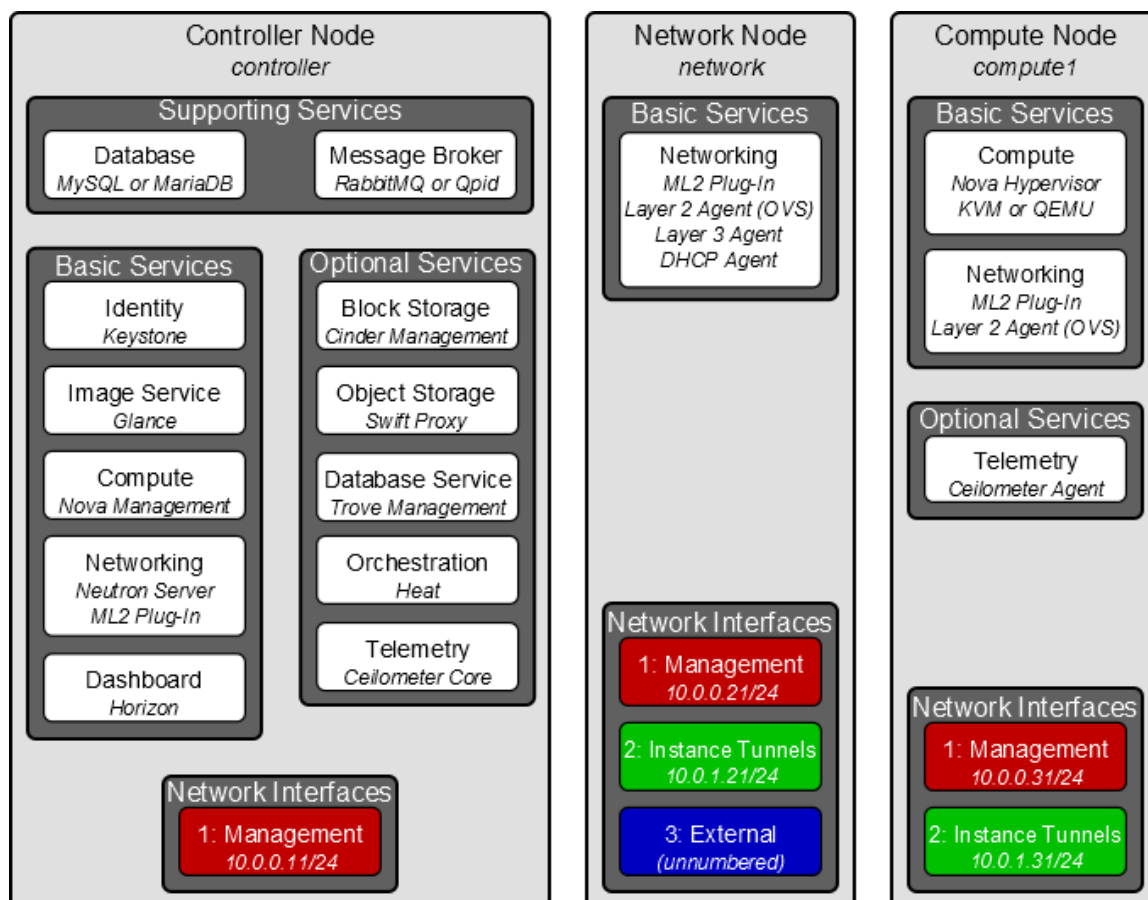 Controller Node
controller
Supporting Services
Database
MySQL or MariaDB
Message Broker
RabbitMQ or Qpid
Basic Services
Identity
Keystone
Image Service
Glance
Compute
Nova Management
Networking
Neutron Server
ML2 Plug-In
Dashboard
Horizon
Optional Services
Block Storage
Cinder Management
Object Storage
Swift Proxy
Database Service
Trove Management
Orchestration
Heat
Telemetry
Ceilometer Core
Network Interfaces
1: Management
10.0.0.11/24
Network Node
network
Basic Services
Networking
ML2 Plug-In
Layer 2 Agent (OVS)
Layer 3 Agent
DHCP Agent
Network Interfaces
1: Management
10.0.0.21/24
2: Instance Tunnels
10.0.1.21/24
3: External
(unnumbered)
Compute Node
compute1
Basic Services
Compute
Nova Hypervisor
KVM or QEMU
Networking
ML2 Plug-In
Layer 2 Agent (OVS)
Optional Services
Telemetry
Ceilometer Agent
Network Interfaces
1: Management
10.0.0.31/24
2: Instance Tunnels
10.0.1.31/24